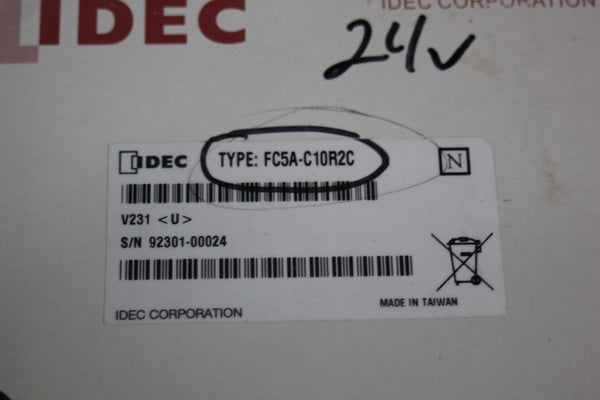 IDEC
IDEC CORPORATION
24v
IDEC
TYPE: FC5A-C10R2C
N
V231 <U>
S/N 92301-00024
MADE IN TAIWAN
IDEC CORPORATION